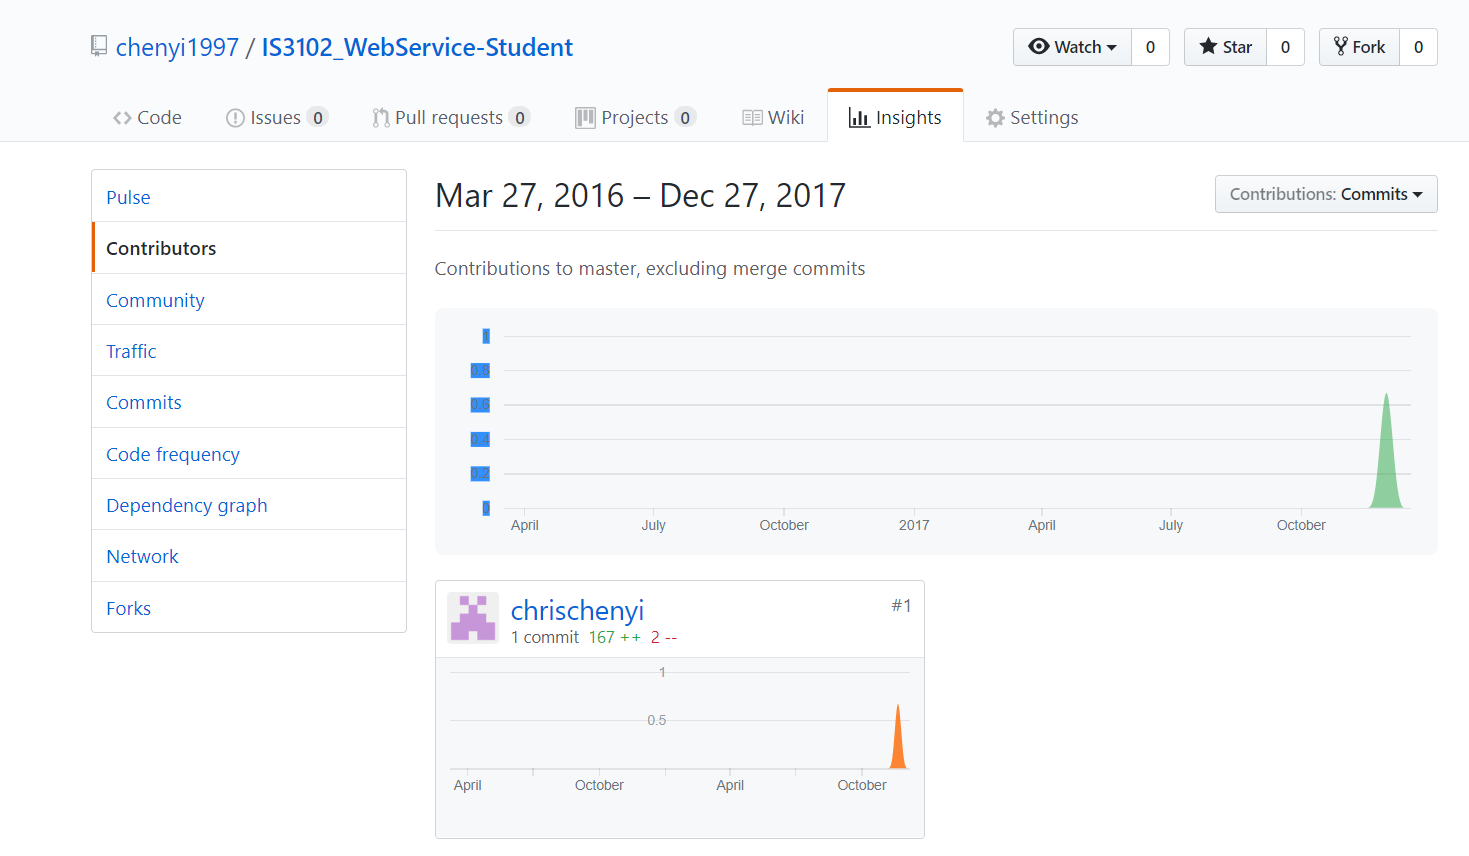 chenyi1997 / IS3102_WebService-Student
Watch 0 Star 0 Fork 0
Code Issues 0 Pull requests 0 Projects 0 Wiki Insights Settings
Pulse
Contributors
Community
Traffic
Commits
Code frequency
Dependency graph
Network
Forks
Mar 27, 2016 – Dec 27, 2017
Contributions: Commits
Contributions to master, excluding merge commits
1
0.8
0.6
0.4
0.2
0
April July October 2017 April July October
chrischenyi #1
1 commit 167 ++ 2 --
1
0.5
April October April October